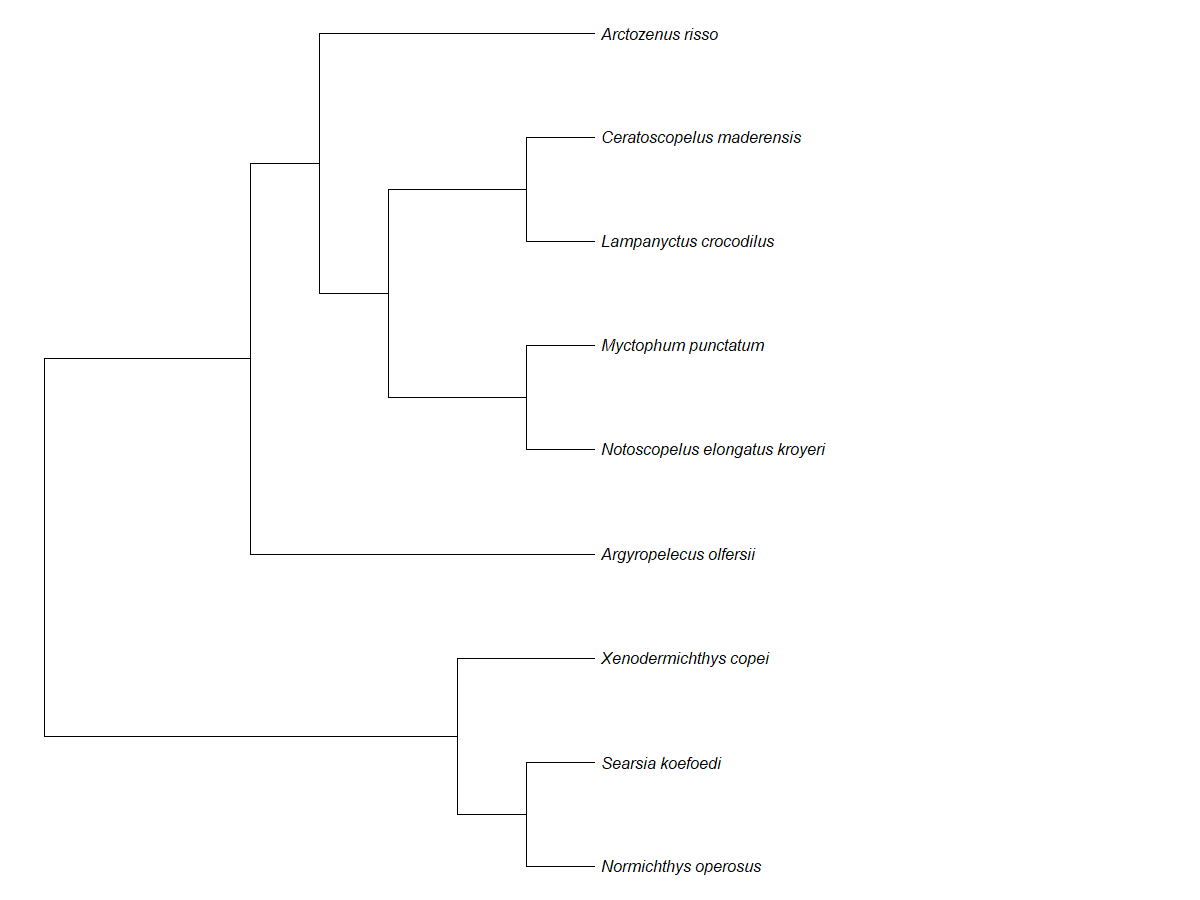 Arctozenus risso
Ceratoscopelus maderensis
Lampanyctus crocodilus
Myctophum punctatum
Notoscopelus elongatus kroyeri
Argyropelecus olfersii
Xenodermichthys copei
Searsia koefoedi
Normichthys operosus